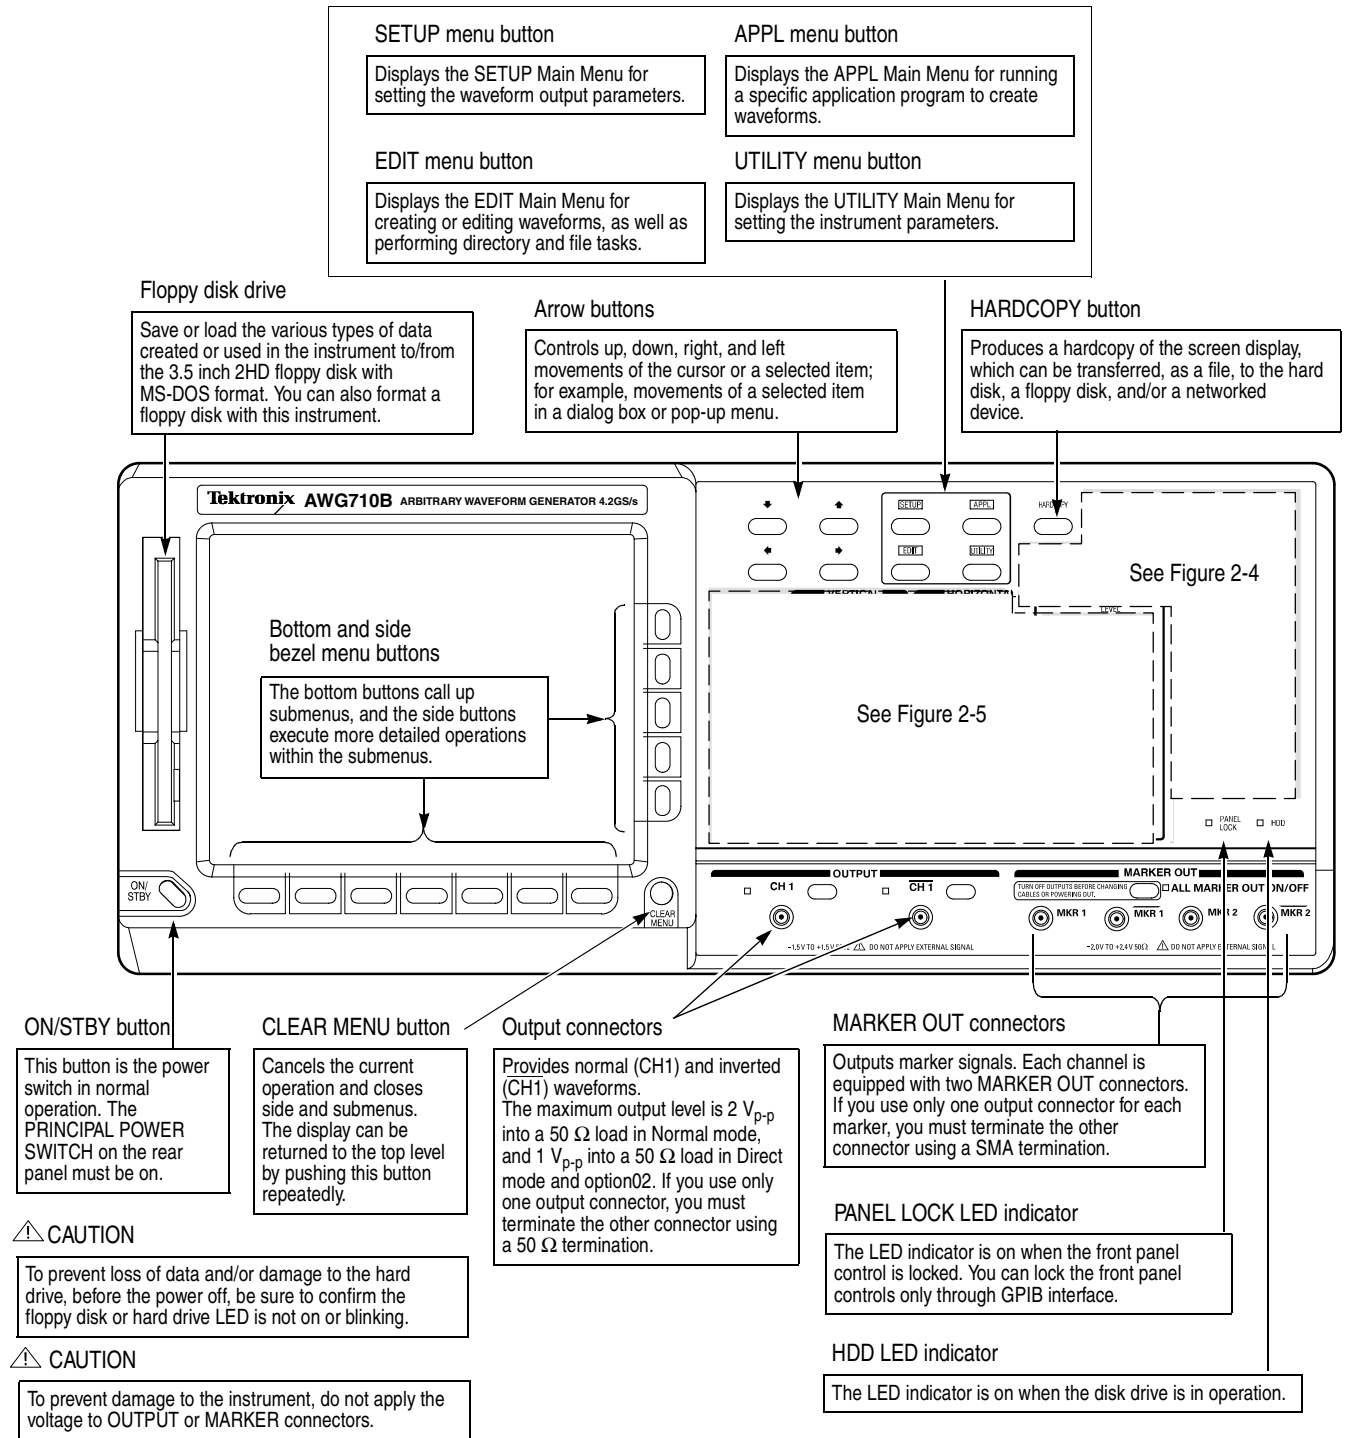 SETUP menu button
Displays the SETUP Main Menu for
setting the waveform output parameters.
APPL menu button
Displays the APPL Main Menu for running
a specific application program to create
waveforms.
EDIT menu button
Displays the EDIT Main Menu for
creating or editing waveforms, as well as
performing directory and file tasks.
UTILITY menu button
Displays the UTILITY Main Menu for
setting the instrument parameters.
Floppy disk drive
Save or load the various types of data
created or used in the instrument to/from
the 3.5 inch 2HD floppy disk with
MS-DOS format. You can also format a
floppy disk with this instrument.
Arrow buttons
Controls up, down, right, and left
movements of the cursor or a selected item;
for example, movements of a selected item
in a dialog box or pop-up menu.
HARDCOPY button
Produces a hardcopy of the screen display,
which can be transferred, as a file, to the hard
disk, a floppy disk, and/or a networked
device.
Tektronix AWG710B ARBITRARY WAVEFORM GENERATOR 4.2GS/s
SETUP
APPL
HARDCOPY
EDIT
UTILITY
VERTICAL
HORIZONTAL
LEVEL
See Figure 2-4
Bottom and side
bezel menu buttons
The bottom buttons call up
submenus, and the side buttons
execute more detailed operations
within the submenus.
See Figure 2-5
PANEL
LOCK
HDD
ON/
STBY
CLEAR
MENU
OUTPUT
CH 1
C̅H̅ ̅1̅
-1.5V TO +1.5V 50Ω ⚠ DO NOT APPLY EXTERNAL SIGNAL
MARKER OUT
TURN OFF OUTPUTS BEFORE CHANGING
CABLES OR POWERING DUT.
ALL MARKER OUT ON/OFF
MKR 1
M̅K̅R̅ ̅1̅
MKR 2
M̅K̅R̅ ̅2̅
-2.0V TO +2.4V 50Ω ⚠ DO NOT APPLY EXTERNAL SIGNAL
ON/STBY button
This button is the power
switch in normal
operation. The
PRINCIPAL POWER
SWITCH on the rear
panel must be on.
CLEAR MENU button
Cancels the current
operation and closes
side and submenus.
The display can be
returned to the top level
by pushing this button
repeatedly.
Output connectors
Provides normal (CH1) and inverted
(C̅H̅1̅) waveforms.
The maximum output level is 2 Vp-p
into a 50 Ω load in Normal mode,
and 1 Vp-p into a 50 Ω load in Direct
mode and option02. If you use only
one output connector, you must
terminate the other connector using
a 50 Ω termination.
MARKER OUT connectors
Outputs marker signals. Each channel is
equipped with two MARKER OUT connectors.
If you use only one output connector for each
marker, you must terminate the other
connector using a SMA termination.
PANEL LOCK LED indicator
The LED indicator is on when the front panel
control is locked. You can lock the front panel
controls only through GPIB interface.
HDD LED indicator
The LED indicator is on when the disk drive is in operation.
⚠ CAUTION
To prevent loss of data and/or damage to the hard
drive, before the power off, be sure to confirm the
floppy disk or hard drive LED is not on or blinking.
⚠ CAUTION
To prevent damage to the instrument, do not apply the
voltage to OUTPUT or MARKER connectors.